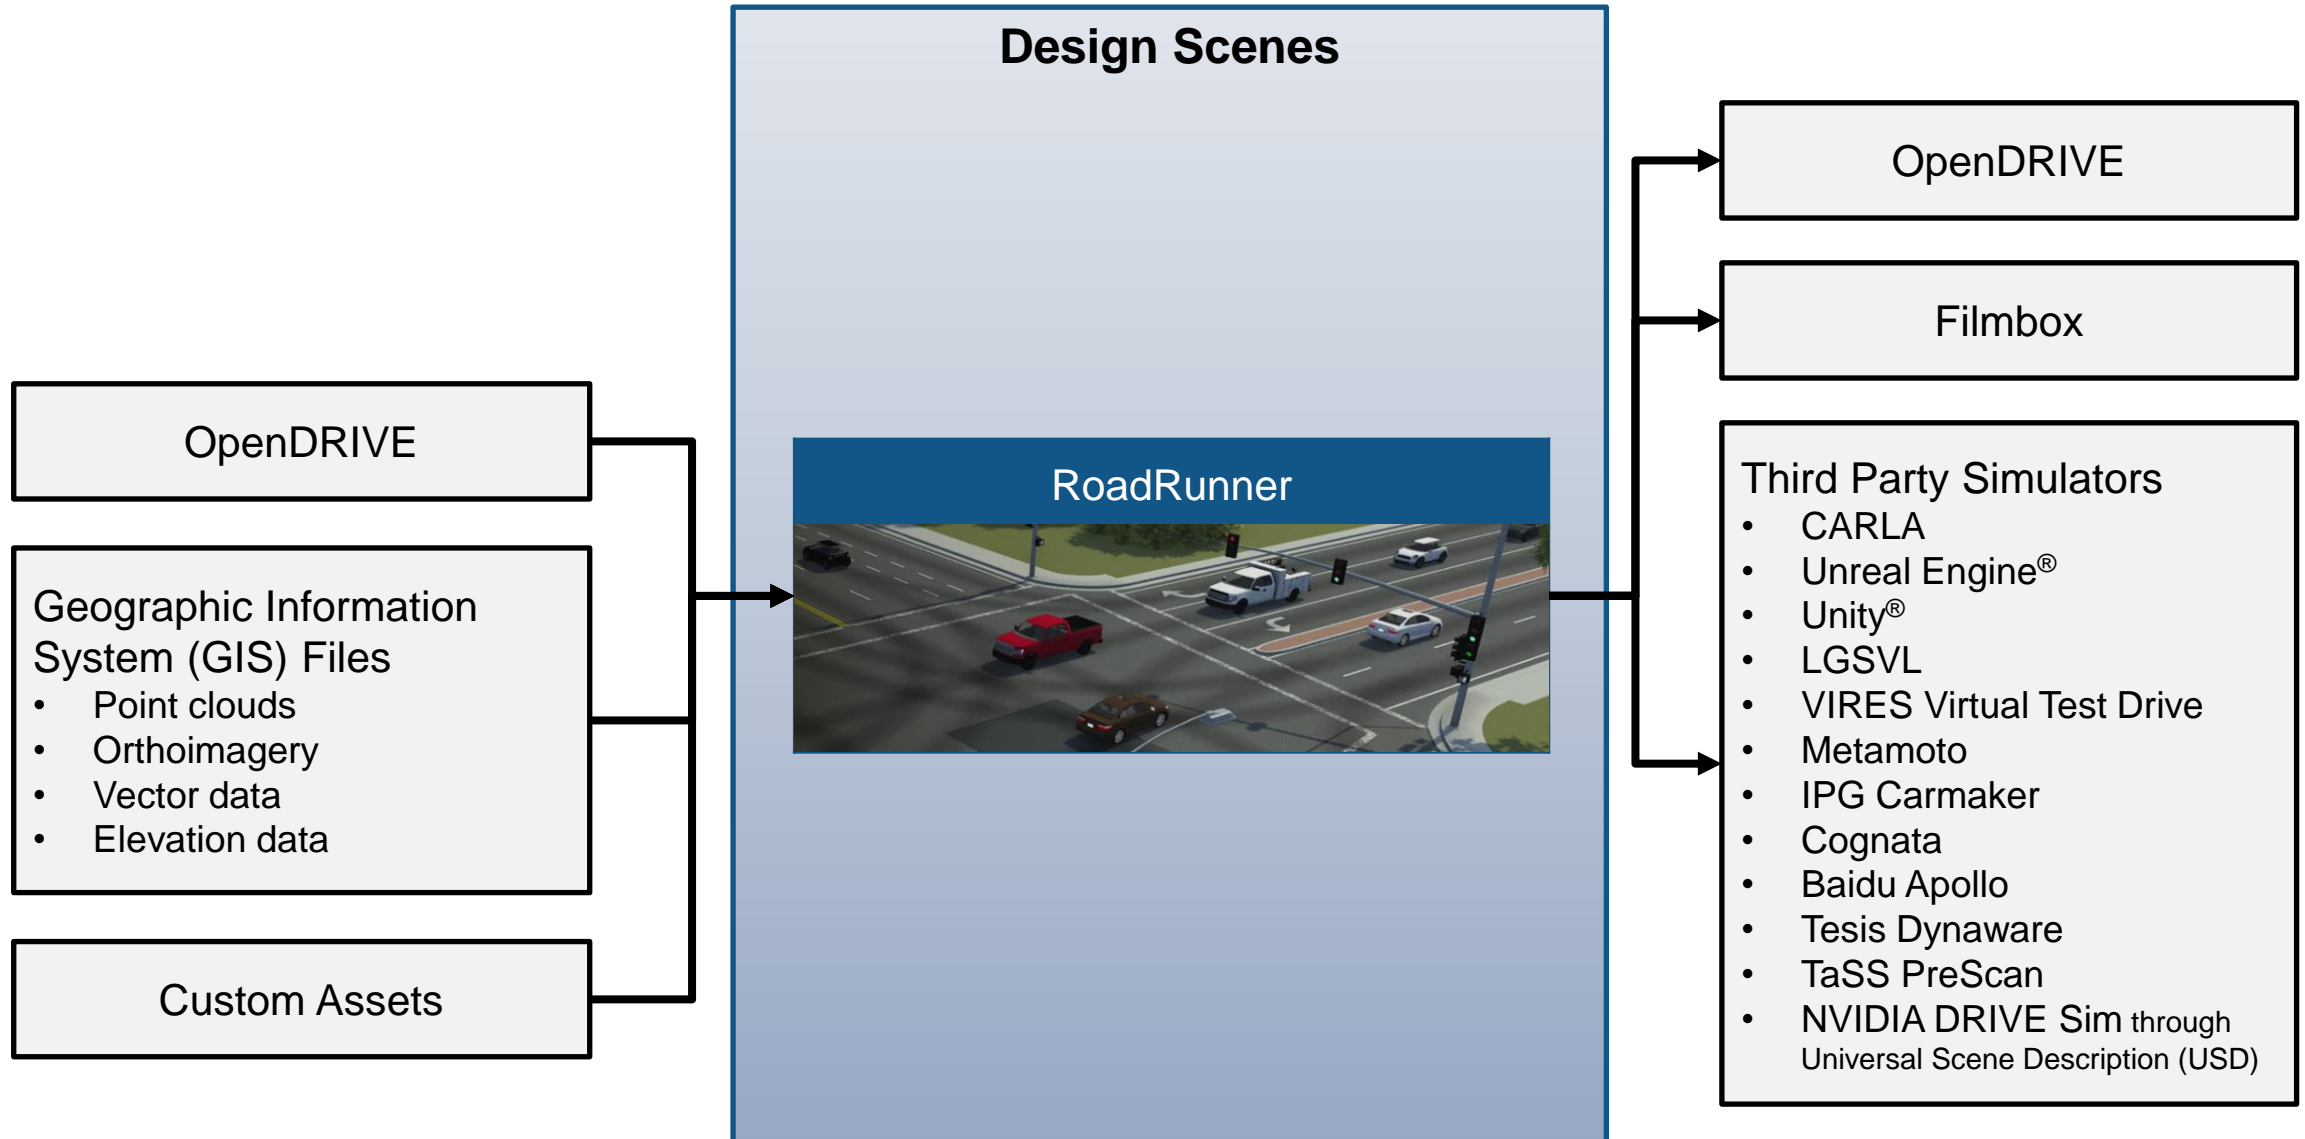 Design Scenes
OpenDRIVE
Geographic Information
System (GIS) Files
• Point clouds
• Orthoimagery
• Vector data
• Elevation data
Custom Assets
RoadRunner
OpenDRIVE
Filmbox
Third Party Simulators
• CARLA
• Unreal Engine®
• Unity®
• LGSVL
• VIRES Virtual Test Drive
• Metamoto
• IPG Carmaker
• Cognata
• Baidu Apollo
• Tesis Dynaware
• TaSS PreScan
• NVIDIA DRIVE Sim through
Universal Scene Description (USD)